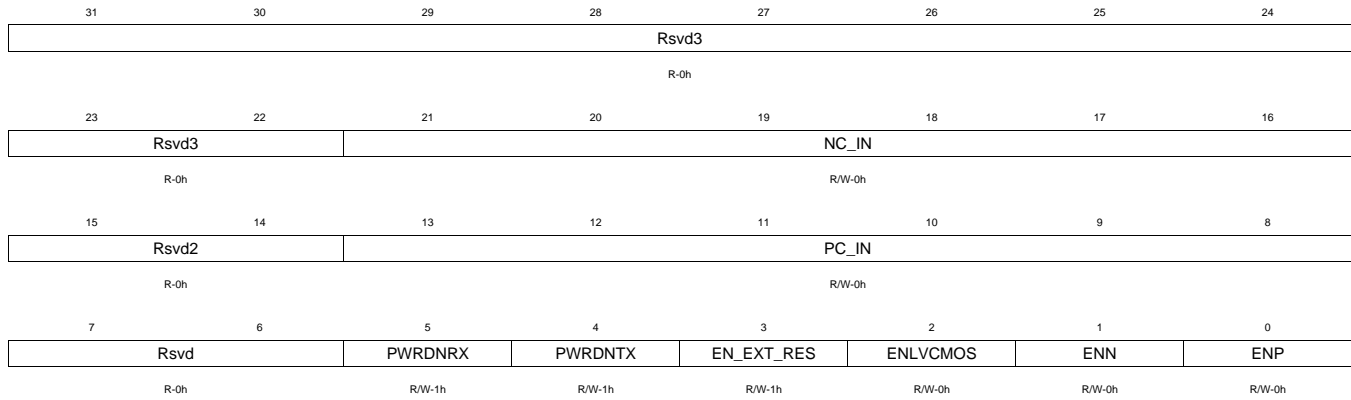 31 30 29 28 27 26 25 24
Rsvd3
R-0h
23 22 21 20 19 18 17 16
Rsvd3 NC_IN
R-0h R/W-0h
15 14 13 12 11 10 9 8
Rsvd2 PC_IN
R-0h R/W-0h
7 6 5 4 3 2 1 0
Rsvd PWRDNRX PWRDNTX EN_EXT_RES ENLVCMOS ENN ENP
R-0h R/W-1h R/W-1h R/W-1h R/W-0h R/W-0h R/W-0h